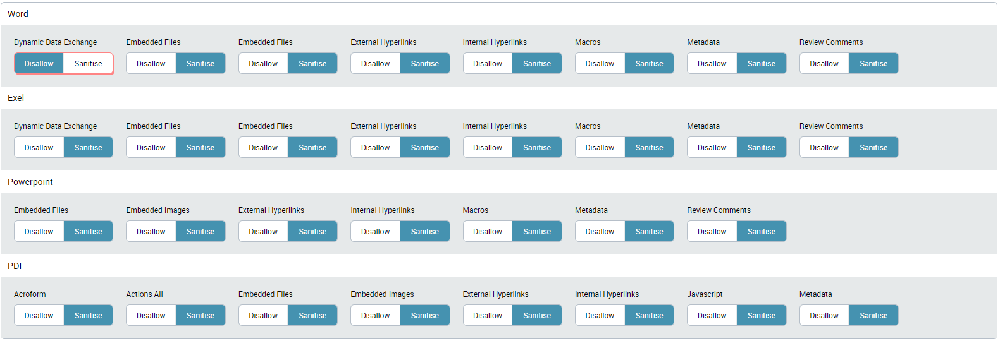 Word
Dynamic Data Exchange Embedded Files Embedded Files External Hyperlinks Internal Hyperlinks Macros Metadata Review Comments
Disallow Sanitise Disallow Sanitise Disallow Sanitise Disallow Sanitise Disallow Sanitise Disallow Sanitise Disallow Sanitise Disallow Sanitise
Exel
Dynamic Data Exchange Embedded Files Embedded Files External Hyperlinks Internal Hyperlinks Macros Metadata Review Comments
Disallow Sanitise Disallow Sanitise Disallow Sanitise Disallow Sanitise Disallow Sanitise Disallow Sanitise Disallow Sanitise Disallow Sanitise
Powerpoint
Embedded Files Embedded Images External Hyperlinks Internal Hyperlinks Macros Metadata Review Comments
Disallow Sanitise Disallow Sanitise Disallow Sanitise Disallow Sanitise Disallow Sanitise Disallow Sanitise Disallow Sanitise
PDF
Acroform Actions All Embedded Files Embedded Images External Hyperlinks Internal Hyperlinks Javascript Metadata
Disallow Sanitise Disallow Sanitise Disallow Sanitise Disallow Sanitise Disallow Sanitise Disallow Sanitise Disallow Sanitise Disallow Sanitise